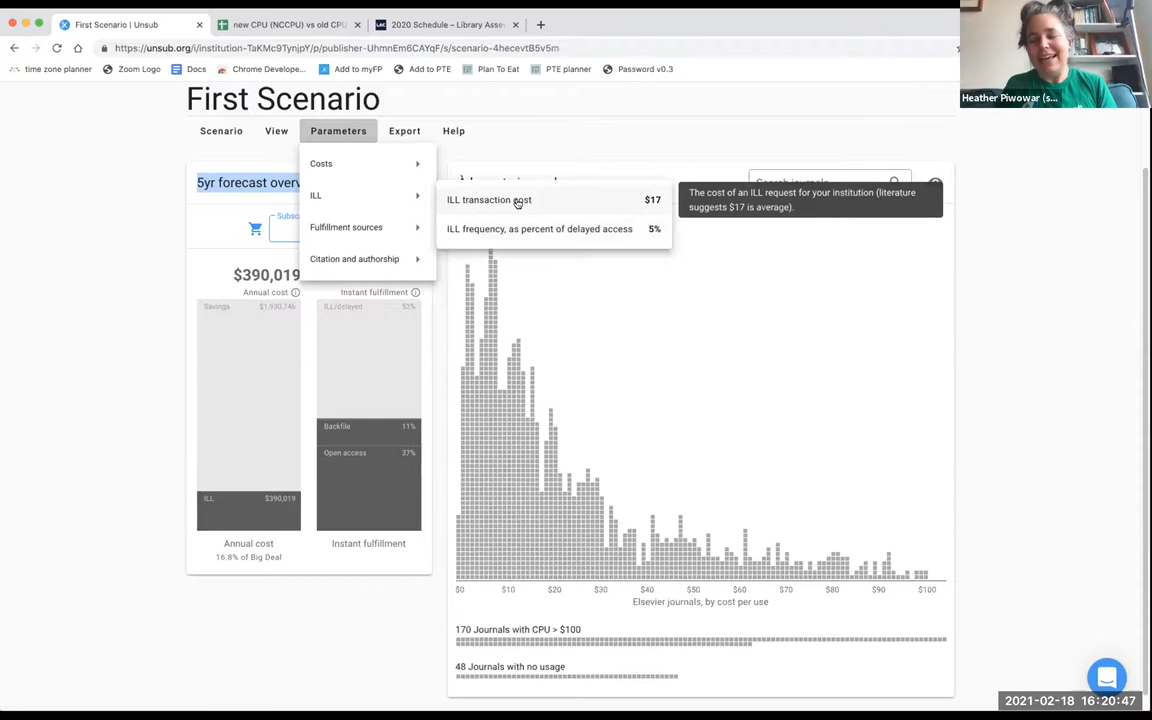 First Scenario | Unsub
new CPU (NCCPU) vs old CPU
2020 Schedule – Library Asse
https://unsub.org/i/institution-TaKMc9TynjpY/p/publisher-UhmnEm6CAYqF/s/scenario-4hecevtB5v5m
time zone planner
Zoom Logo
Docs
Chrome Develope...
Add to myFP
Add to PTE
Plan To Eat
PTE planner
Password v0.3
Heather Piwowar (s...
First Scenario
Scenario
View
Parameters
Export
Help
Costs
ILL
Fulfillment sources
Citation and authorship
ILL transaction cost $17
ILL frequency, as percent of delayed access 5%
The cost of an ILL request for your institution (literature
suggests $17 is average).
5yr forecast overv
Subsc
$390,019
Annual cost
Instant fulfillment
Savings $1,930,746
ILL $390,019
Annual cost
16.8% of Big Deal
ILL/delayed 52%
Backfile 11%
Open access 37%
Instant fulfillment
Search journals
$0 $10 $20 $30 $40 $50 $60 $70 $80 $90 $100
Elsevier journals, by cost per use
170 Journals with CPU > $100
48 Journals with no usage
2021-02-18 16:20:47